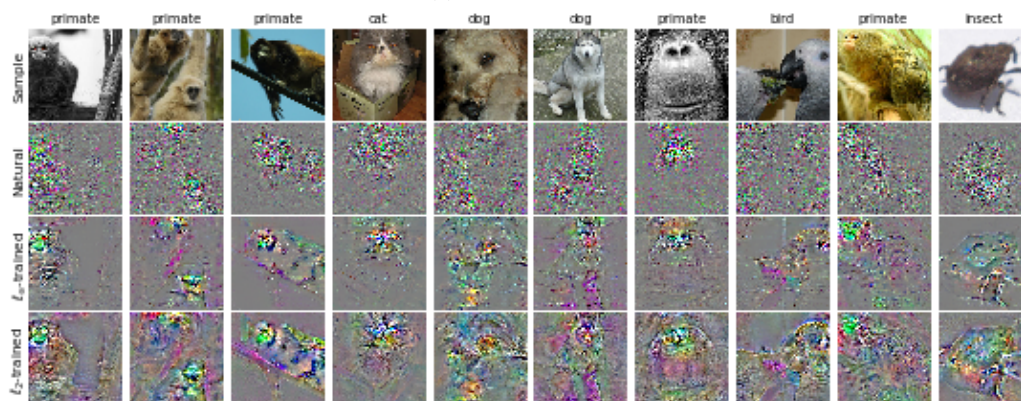 primate primate primate cat dog dog primate bird primate insect
Sample
Natural
ℓ∞-trained
ℓ₂-trained